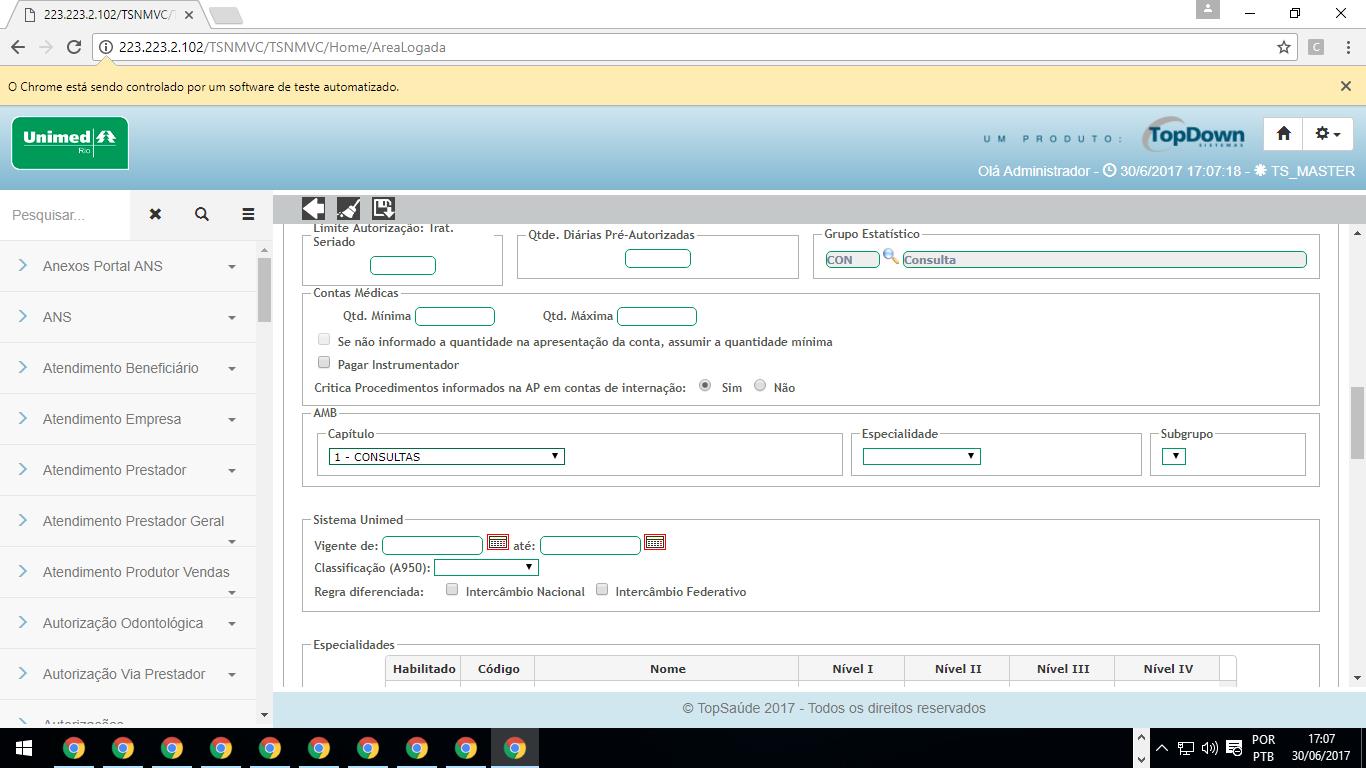 223.223.2.102/TSNMVC/T
223.223.2.102/TSNMVC/TSNMVC/Home/AreaLogada
C
O Chrome está sendo controlado por um software de teste automatizado.
Unimed
Rio
UM PRODUTO:
TopDown
SISTEMAS
Olá Administrador - 30/6/2017 17:07:18 - TS_MASTER
Pesquisar...
Anexos Portal ANS
ANS
Atendimento Beneficiário
Atendimento Empresa
Atendimento Prestador
Atendimento Prestador Geral
Atendimento Produtor Vendas
Autorização Odontológica
Autorização Via Prestador
Autorizações
Limite Autorização: Trat.
Seriado
Qtde. Diárias Pré-Autorizadas
Grupo Estatístico
CON
Consulta
Contas Médicas
Qtd. Mínima
Qtd. Máxima
Se não informado a quantidade na apresentação da conta, assumir a quantidade mínima
Pagar Instrumentador
Critica Procedimentos informados na AP em contas de internação:
Sim
Não
AMB
Capítulo
Especialidade
Subgrupo
1 - CONSULTAS
Sistema Unimed
Vigente de:
até:
Classificação (A950):
Regra diferenciada:
Intercâmbio Nacional
Intercâmbio Federativo
Especialidades
Habilitado
Código
Nome
Nível I
Nível II
Nível III
Nível IV
© TopSaúde 2017 - Todos os direitos reservados
POR
PTB
17:07
30/06/2017